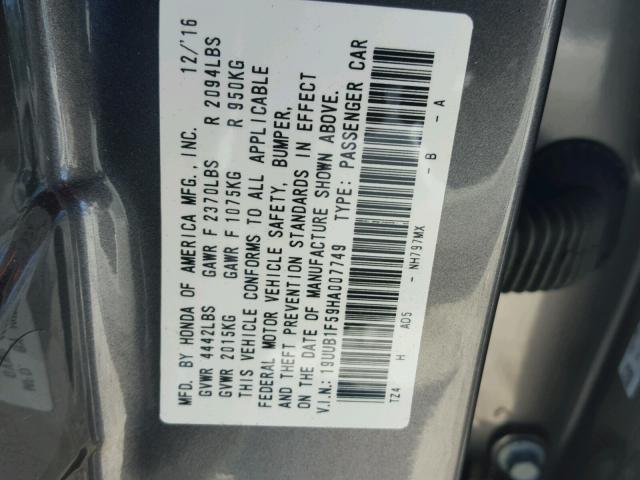 MFD. BY HONDA OF AMERICA MFG., INC. 12/'16
GVWR 4442LBS GAWR F 2370LBS R 2094LBS
GVWR 2015KG GAWR F 1075KG R 950KG
THIS VEHICLE CONFORMS TO ALL APPLICABLE
FEDERAL MOTOR VEHICLE SAFETY, BUMPER,
AND THEFT PREVENTION STANDARDS IN EFFECT
ON THE DATE OF MANUFACTURE SHOWN ABOVE.
V.I.N.: 19UUB1F59HA007749 TYPE: PASSENGER CAR
TZ4 H AD5 - NH797MX - B - A